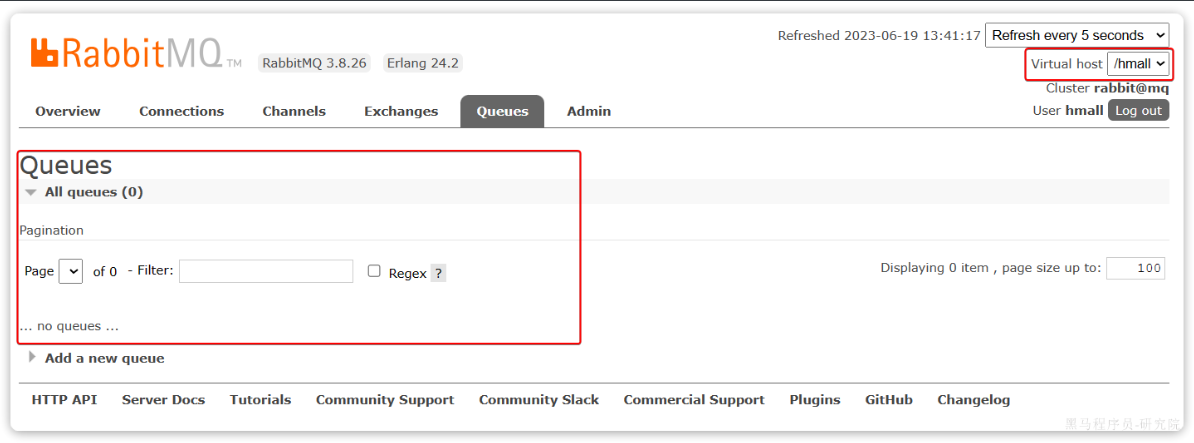 Refreshed 2023-06-19 13:41:17 Refresh every 5 seconds
RabbitMQ TM RabbitMQ 3.8.26 Erlang 24.2
Virtual host /hmall
Cluster rabbit@mq
User hmall Log out
Overview Connections Channels Exchanges Queues Admin
Queues
All queues (0)
Pagination
Page of 0 - Filter: Regex ? Displaying 0 item , page size up to: 100
... no queues ...
Add a new queue
HTTP API Server Docs Tutorials Community Support Community Slack Commercial Support Plugins GitHub Changelog
黑马程序员-研究院